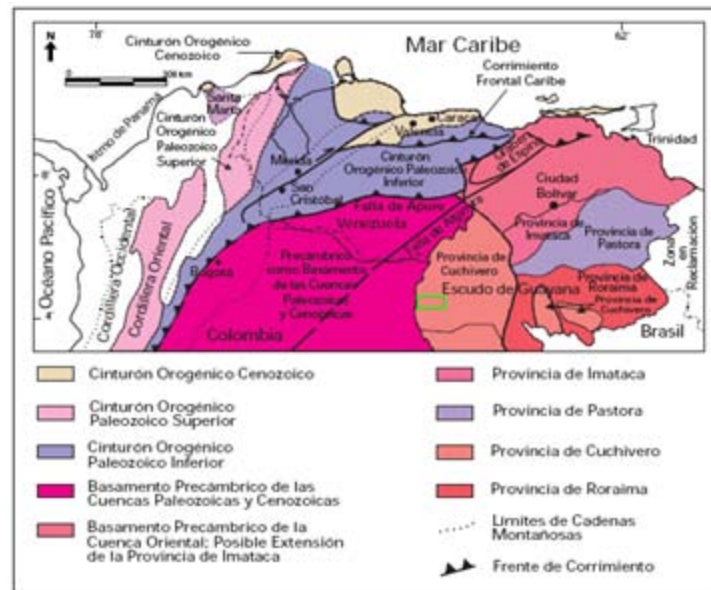 78°
62°
N
Cinturón Orogénico
Cenozoico
Mar Caribe
Corrimiento
Frontal Caribe
0
Istmo de Panama
Santa
Marta
Cinturón
Orogénico
Paleozoico
Superior
Caraca
Valencia
Trinidad
Mérida
Cinturón
Orogénico Paleozoico
Inferior
San
Cristóbal
Ciudad
Bolívar
Falla de Apure
Venezuela
Provincia de
Imataca
Provincia de
Pastora
Zona
en
Reclamación
Océano Pacífico
Cordillera Occidental
Cordillera Oriental
Bogotá
Precámbrico
como Basamento
de las Cuencas
Paleozoicas
y Cenozoicas
Provincia de
Cuchivero
Escudo de Guayana
Provincia de
Roraima
Provincia de
Cuchivero
Colombia
Brasil
Cinturón Orogénico Cenozoico
Cinturón Orogénico
Paleozoico Superior
Cinturón Orogénico
Paleozoico Inferior
Basamento Precámbrico de las
Cuencas Paleozoicas y Cenozoicas
Basamento Precámbrico de la
Cuenca Oriental; Posible Extensión
de la Provincia de Imataca
Provincia de Imataca
Provincia de Pastora
Provincia de Cuchivero
Provincia de Roraima
Límites de Cadenas
Montañosas
Frente de Corrimiento